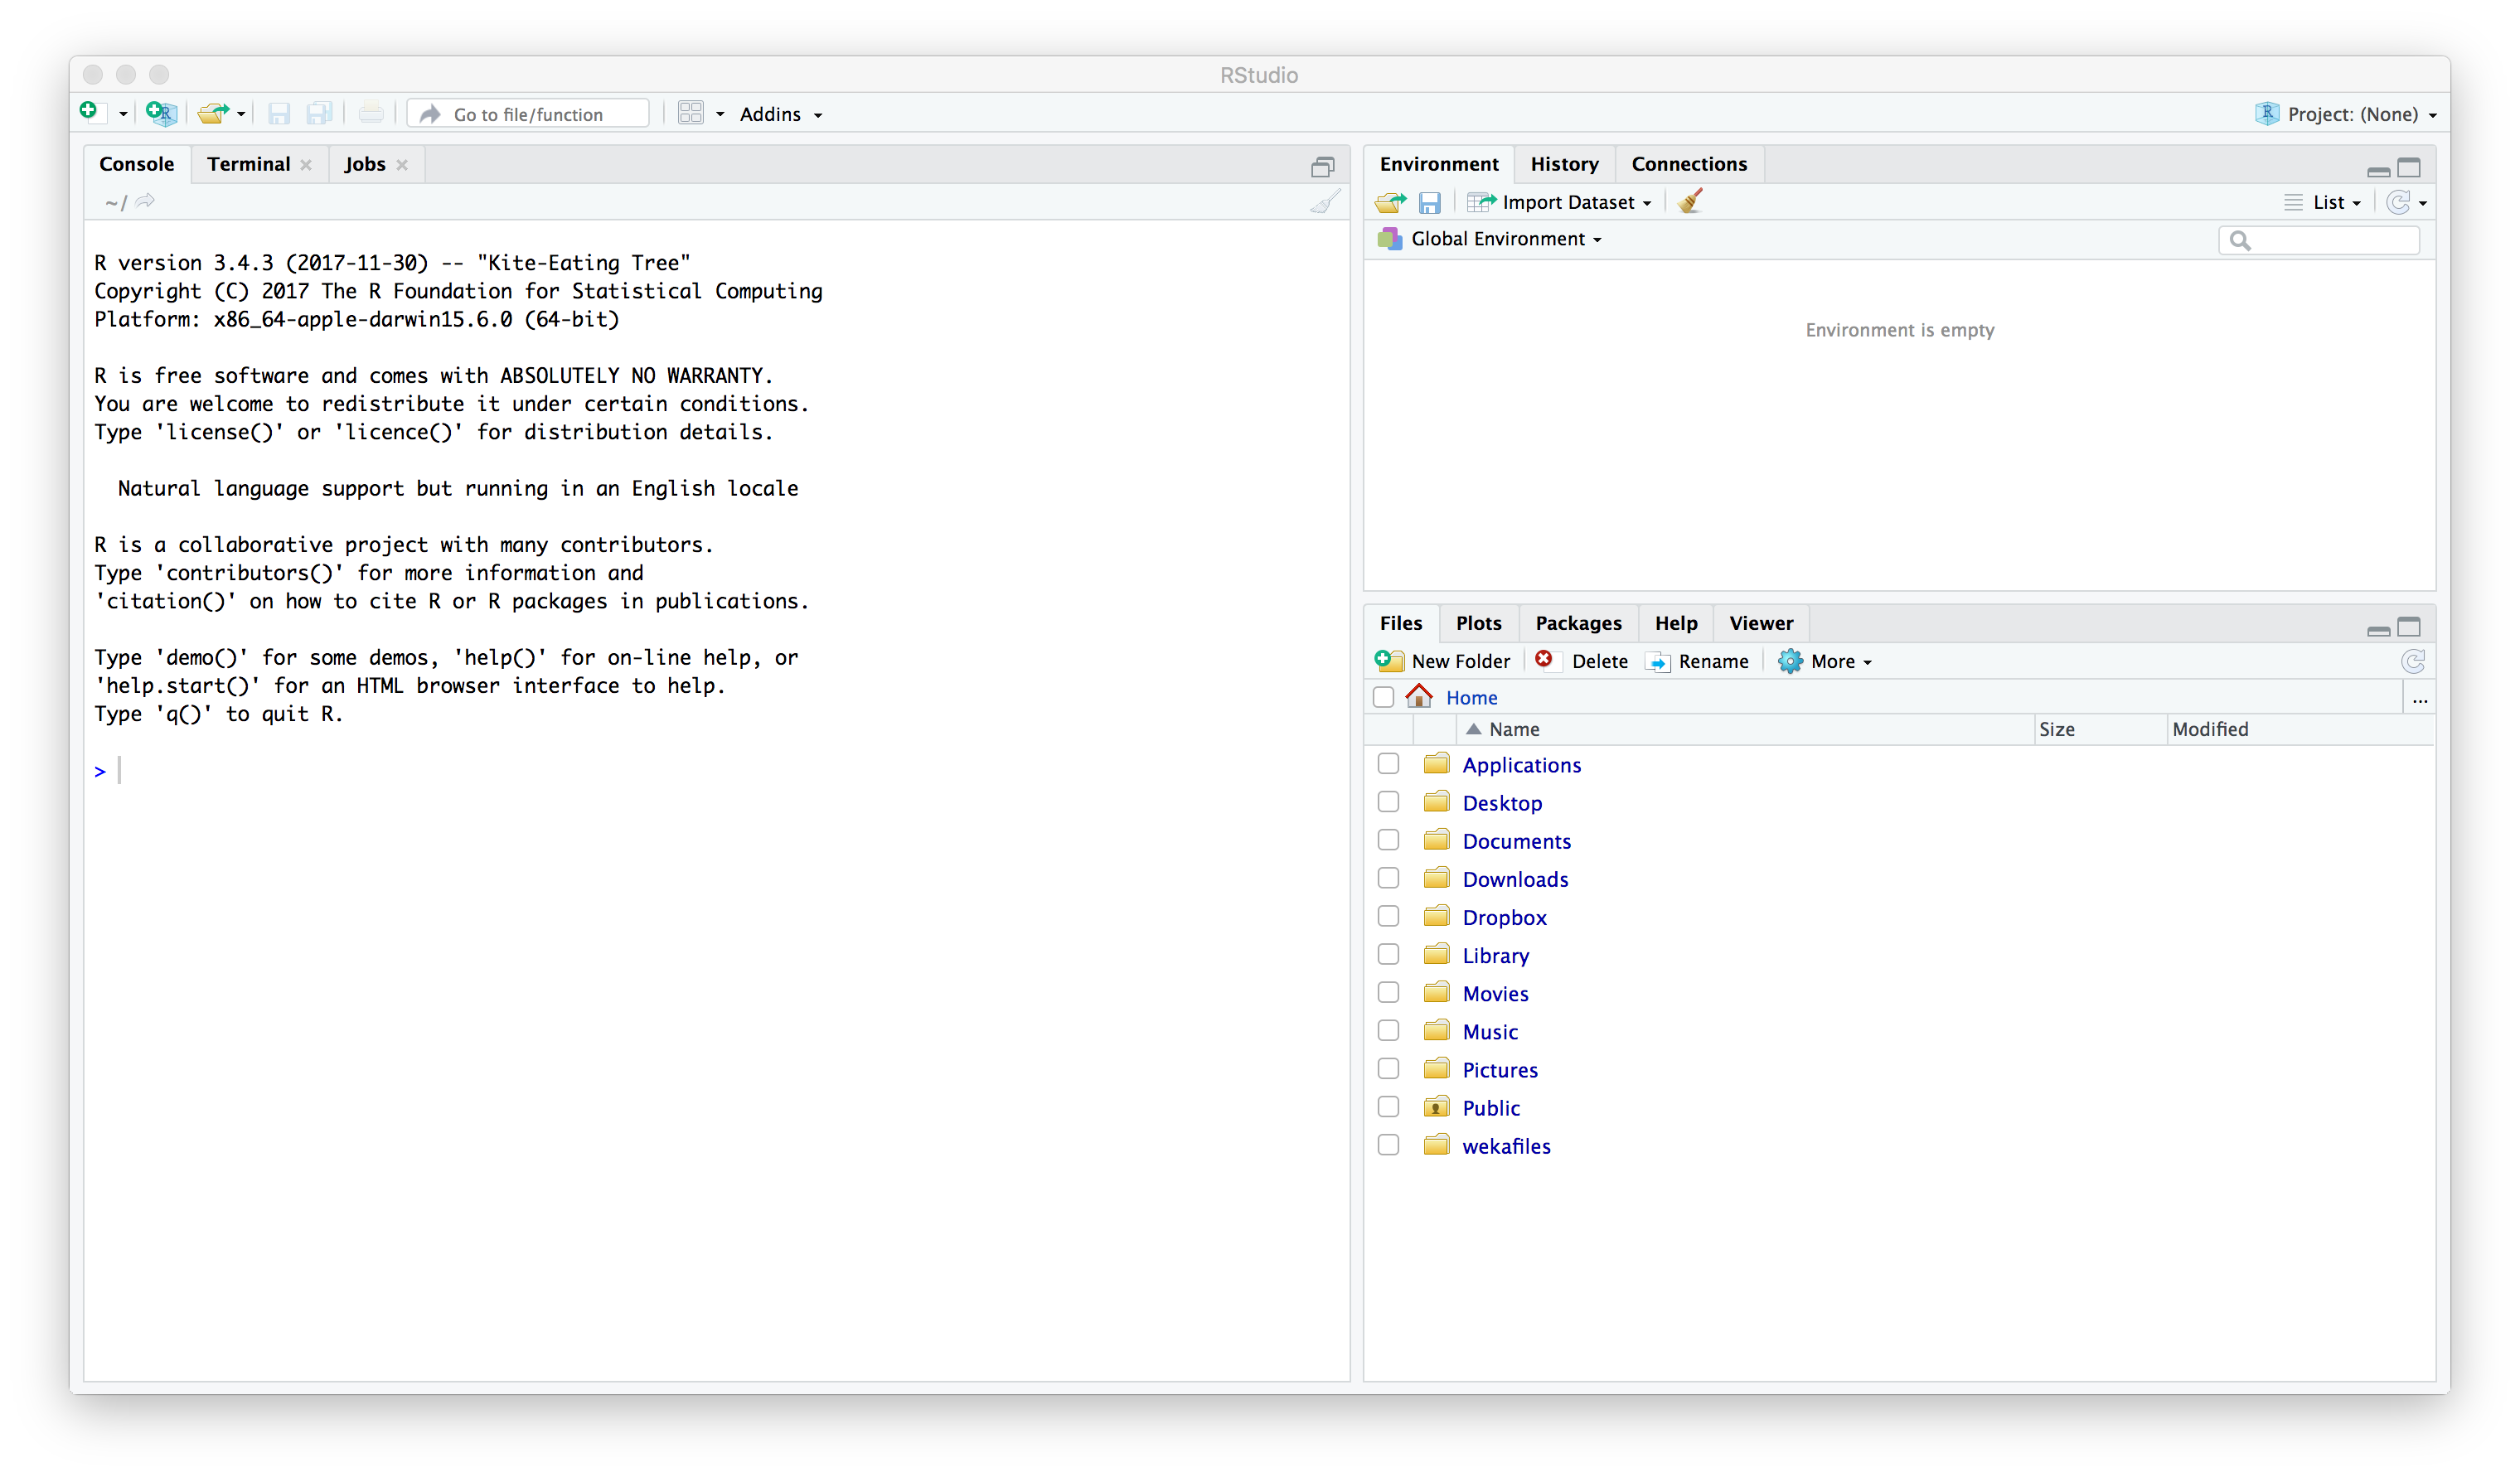 RStudio
Go to file/function
Addins
Project: (None)
Console Terminal Jobs
~/
R version 3.4.3 (2017-11-30) -- "Kite-Eating Tree"
Copyright (C) 2017 The R Foundation for Statistical Computing
Platform: x86_64-apple-darwin15.6.0 (64-bit)
R is free software and comes with ABSOLUTELY NO WARRANTY.
You are welcome to redistribute it under certain conditions.
Type 'license()' or 'licence()' for distribution details.
Natural language support but running in an English locale
R is a collaborative project with many contributors.
Type 'contributors()' for more information and
'citation()' on how to cite R or R packages in publications.
Type 'demo()' for some demos, 'help()' for on-line help, or
'help.start()' for an HTML browser interface to help.
Type 'q()' to quit R.
>
Environment History Connections
Import Dataset List
Global Environment
Environment is empty
Files Plots Packages Help Viewer
New Folder Delete Rename More
Home ...
Name Size Modified
Applications
Desktop
Documents
Downloads
Dropbox
Library
Movies
Music
Pictures
Public
wekafiles